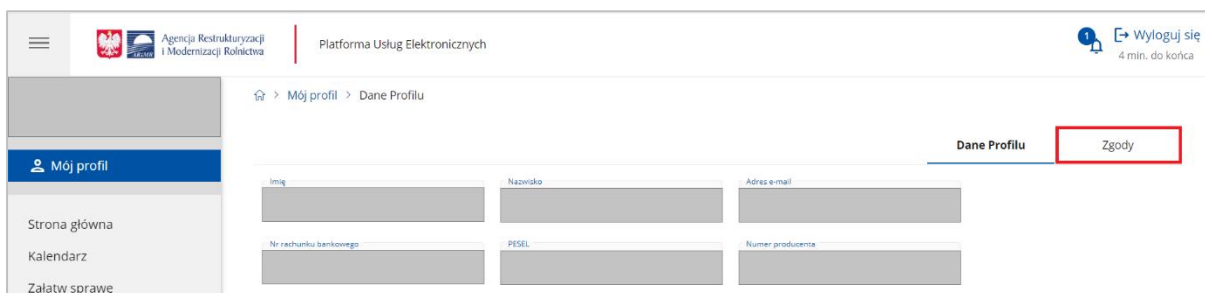 Agencja Restrukturyzacji
i Modernizacji Rolnictwa
ARiMR
Platforma Usług Elektronicznych
1
Wyloguj się
4 min. do końca
Mój profil > Dane Profilu
Dane Profilu
Zgody
Mój profil
Imię
Nazwisko
Adres e-mail
Strona główna
Nr rachunku bankowego
PESEL
Numer producenta
Kalendarz
Załatw sprawę